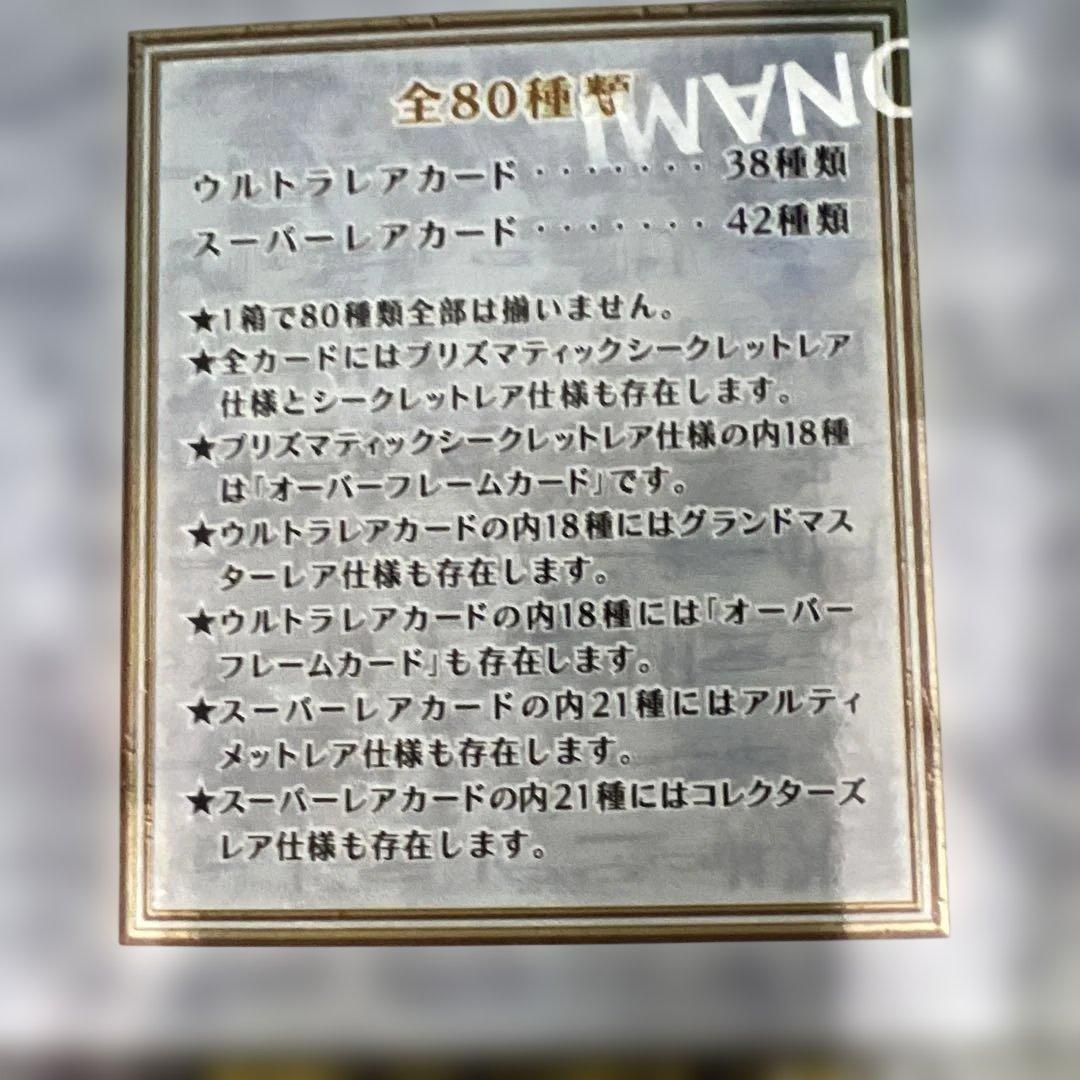 ONAMI
全80種類
ウルトラレアカード・・・・・・・38種類
スーパーレアカード・・・・・・・42種類
★1箱で80種類全部は揃いません。
★全カードにはプリズマティックシークレットレア
仕様とシークレットレア仕様も存在します。
★プリズマティックシークレットレア仕様の内18種
は「オーバーフレームカード」です。
★ウルトラレアカードの内18種にはグランドマス
ターレア仕様も存在します。
★ウルトラレアカードの内18種には「オーバー
フレームカード」も存在します。
★スーパーレアカードの内21種にはアルティ
メットレア仕様も存在します。
★スーパーレアカードの内21種にはコレクターズ
レア仕様も存在します。